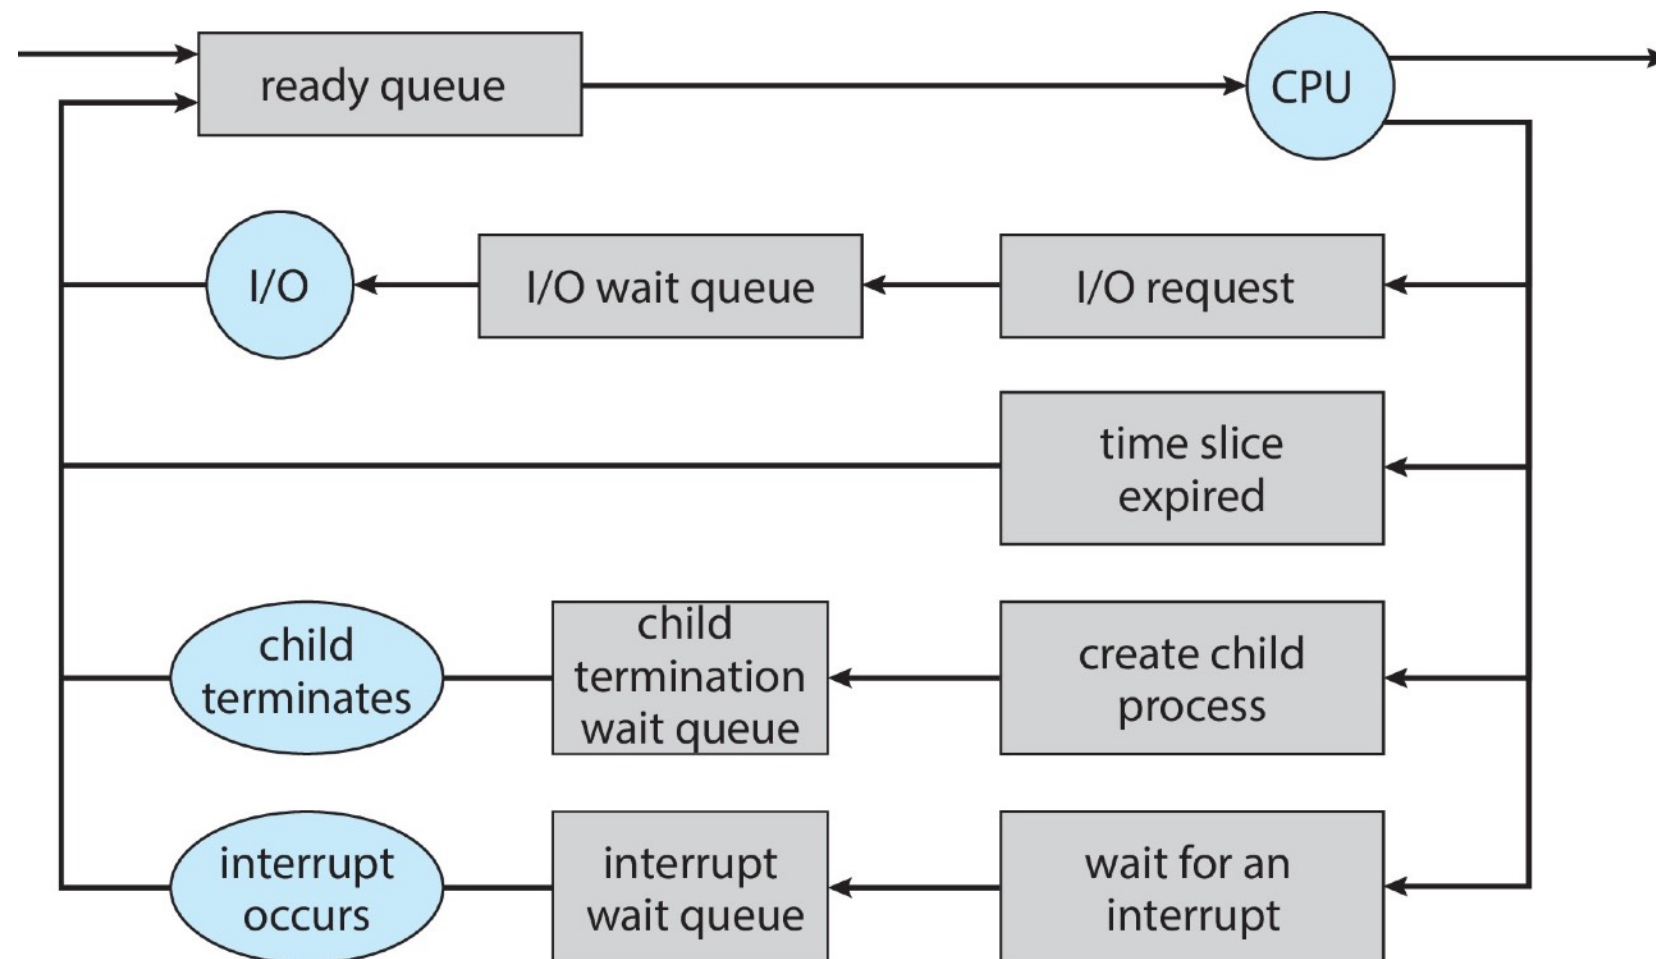 ready queue
CPU
I/O
I/O wait queue
I/O request
time slice
expired
child
terminates
child
termination
wait queue
create child
process
interrupt
occurs
interrupt
wait queue
wait for an
interrupt